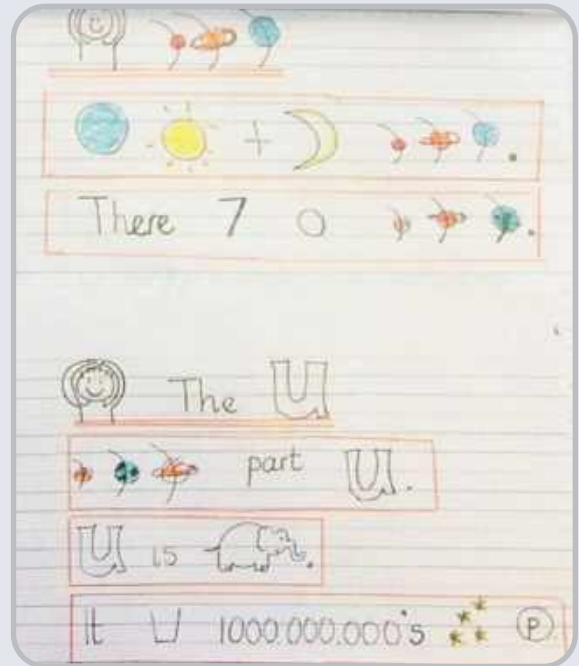 There 7 O
The U
part U.
U is
It U 1000.000.000's P